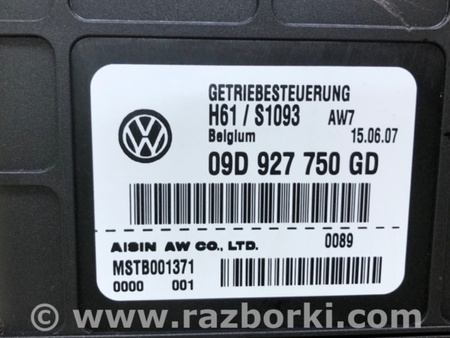 GETRIEBESTEUERUNG
H61 / S1093 AW7
Belgium 15.06.07
09D 927 750 GD
AISIN AW CO., LTD. 0089
MSTB001371
0000 001
© www.razborki.com